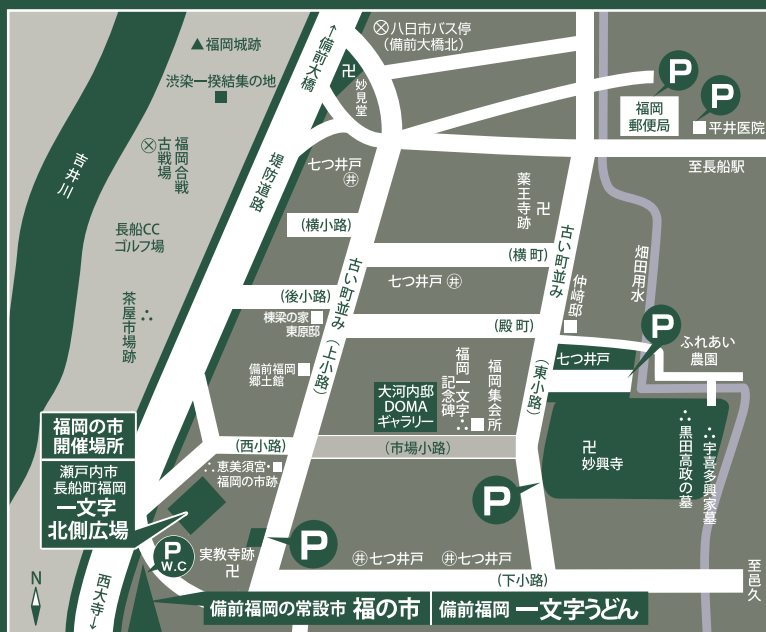 ↑備前大橋
八日市バス停
（備前大橋北）
▲福岡城跡
渋染一揆結集の地
卍妙見堂
P
P
福岡
郵便局
平井医院
至長船駅
福岡合戦
古戦場
吉井川
堤防道路
七つ井戸
井
薬王寺跡
卍
(横小路)
長船CC
ゴルフ場
古い町並み（上小路）
古い町並み（東小路）
(横町)
畑田用水
七つ井戸 井
仲﨑邸
(後小路)
茶屋市場跡
棟梁の家
東原邸
(殿町)
P
ふれあい
農園
七つ井戸
備前福岡
郷土館
大河内邸
DOMA
ギャラリー
福岡一文字
記念碑
福岡集会所
福岡の市
開催場所
瀬戸内市
長船町福岡
一文字
北側広場
(西小路)
(市場小路)
恵美須宮・
福岡の市跡
卍
妙興寺
黒田高政の墓
宇喜多興家墓
P
P
P
W.C
実教寺跡
卍
井七つ井戸
井七つ井戸
(下小路)
至邑久
N
西大寺↓
備前福岡の常設市 福の市
備前福岡 一文字うどん